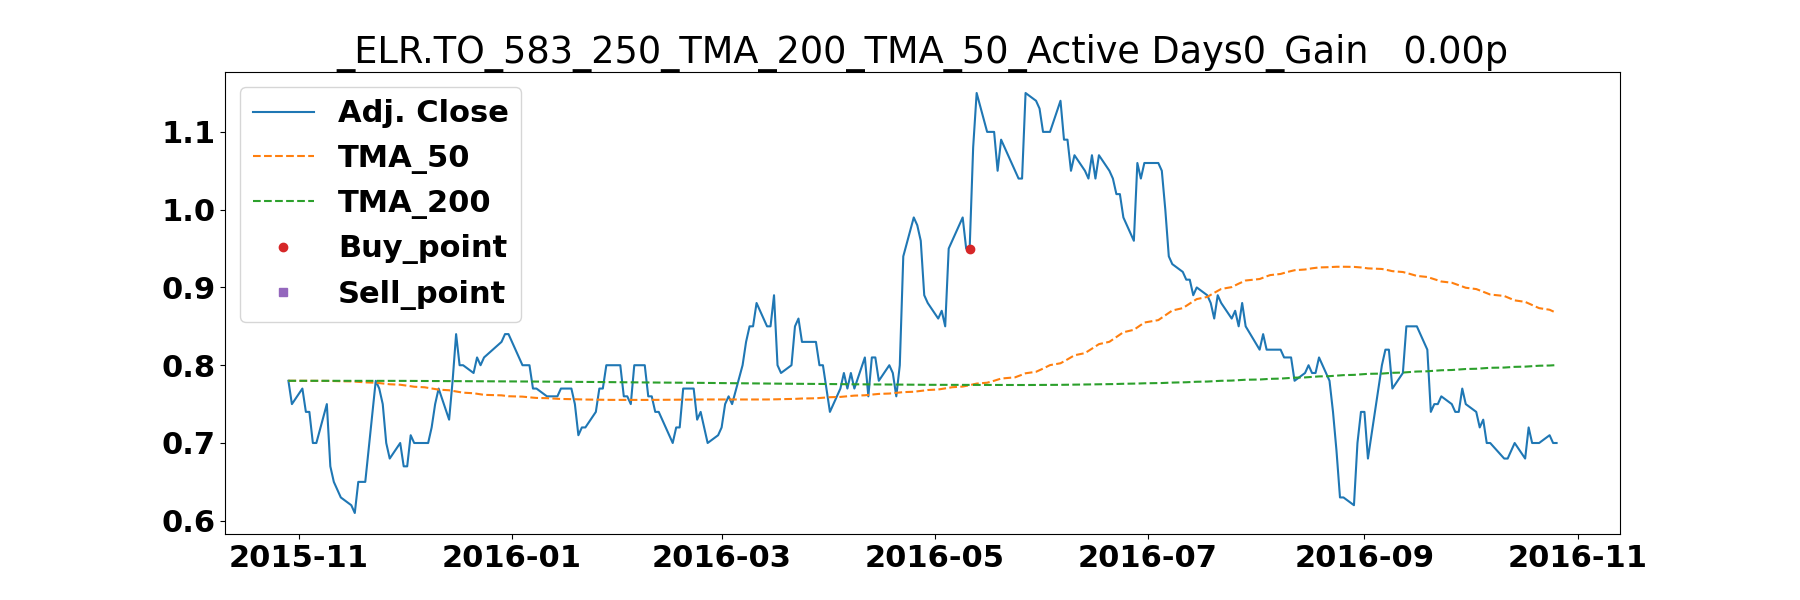 _ELR.TO_583_250_TMA_200_TMA_50_Active Days0_Gain   0.00p
Adj. Close
TMA_50
TMA_200
Buy_point
Sell_point
1.1
1.0
0.9
0.8
0.7
0.6
2015-11 2016-01 2016-03 2016-05 2016-07 2016-09 2016-11